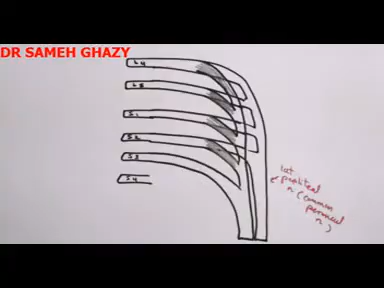 DR SAMEH GHAZY
L4
L5
S1
S2
S3
S4
lat
popliteal
n (common
peroneal
n)